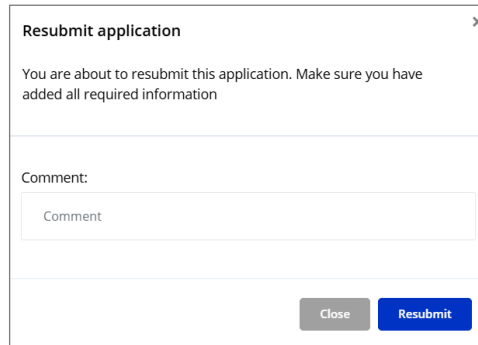 Resubmit application
You are about to resubmit this application. Make sure you have
added all required information
Comment:
Comment
Close Resubmit